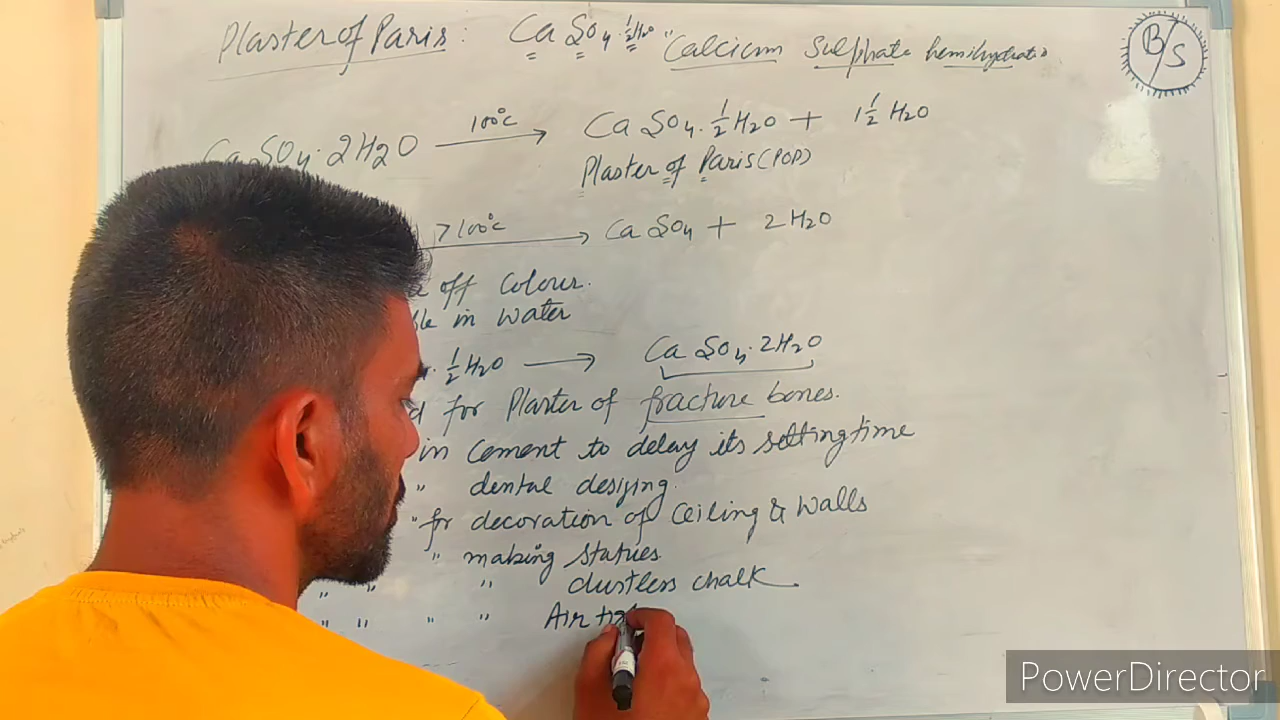 Plaster of Paris : CaSO₄·½H₂O "Calcium Sulphate hemihydrate
B/S
CaSO₄·2H₂O 100°C → CaSO₄·½H₂O + 1½ H₂O
Plaster of Paris (POP)
>100°C → CaSO₄ + 2H₂O
off Colour.
in water
·½H₂O → CaSO₄·2H₂O
for Plaster of fracture bones.
in Cement to delay its setting time
" dental desizing.
" for decoration of Ceiling & Walls
" making statues
" " " dustless chalk
" " " " Air tig
PowerDirector